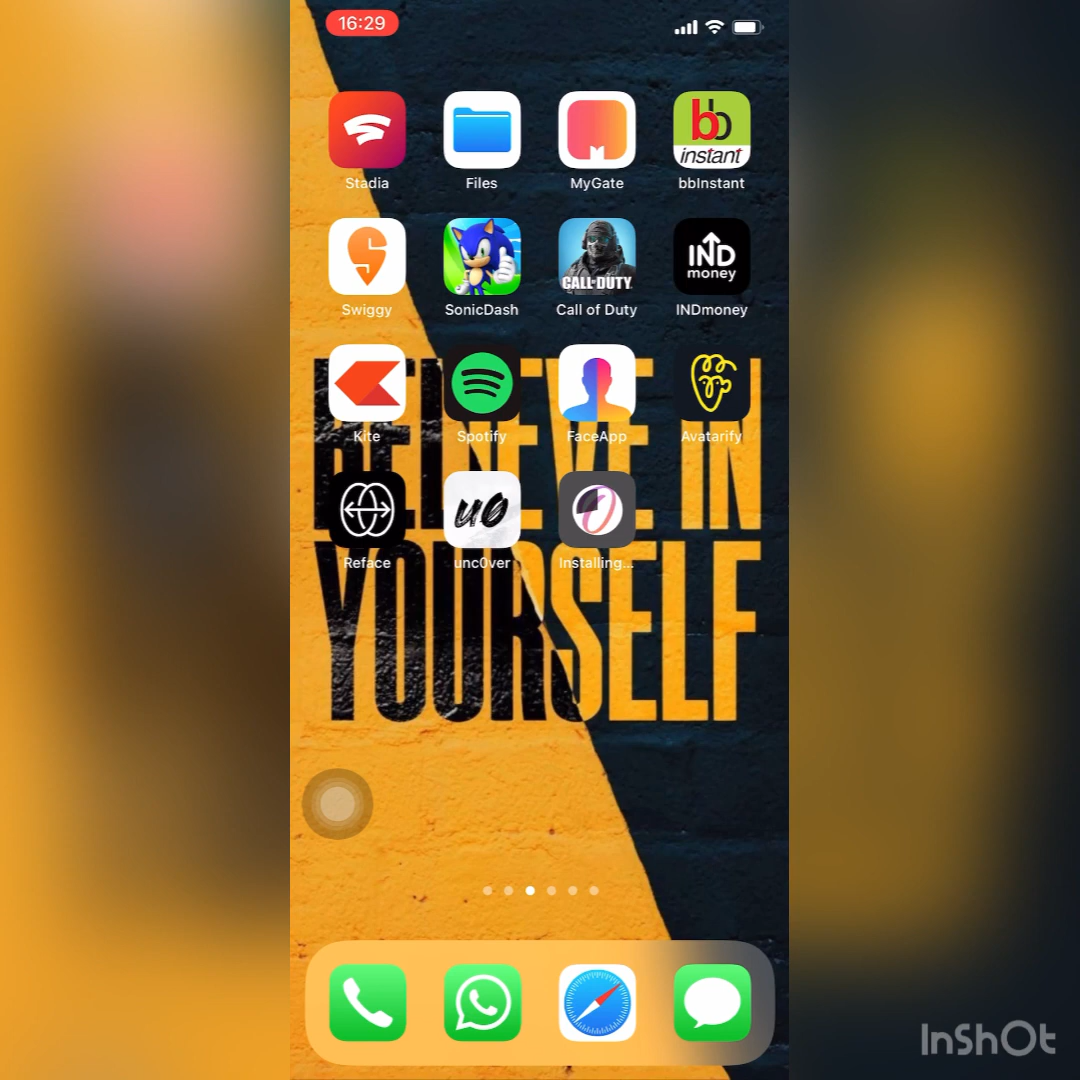 16:29
bb
instant
Stadia
Files
MyGate
bbInstant
CALL OF DUTY
IND
money
Swiggy
SonicDash
Call of Duty
INDmoney
Kite
Spotify
FaceApp
Avatarify
BELIEVE IN
u0
Reface
unc0ver
Installing...
YOURSELF
InShOt